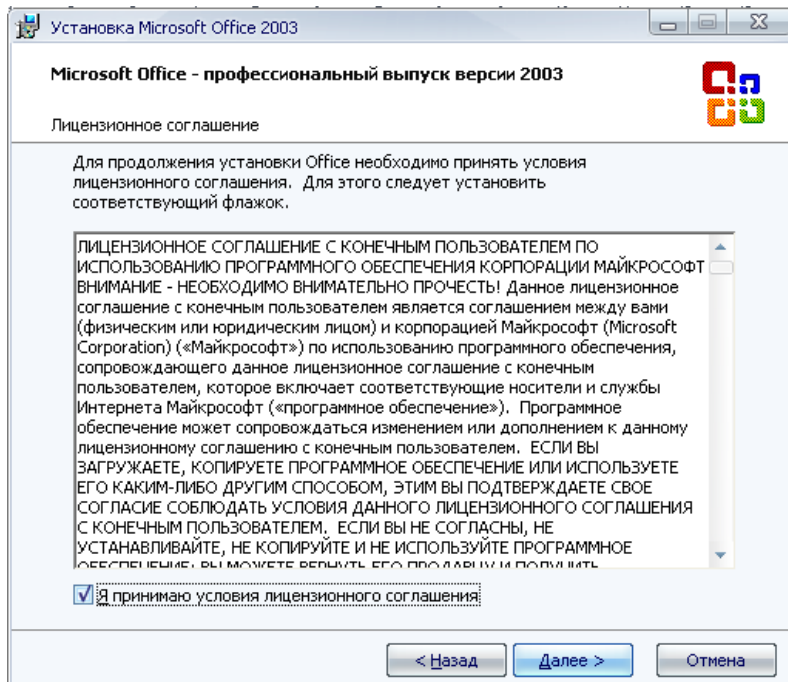 Установка Microsoft Office 2003
Microsoft Office - профессиональный выпуск версии 2003
Лицензионное соглашение
Для продолжения установки Office необходимо принять условия
лицензионного соглашения. Для этого следует установить
соответствующий флажок.
ЛИЦЕНЗИОННОЕ СОГЛАШЕНИЕ С КОНЕЧНЫМ ПОЛЬЗОВАТЕЛЕМ ПО
ИСПОЛЬЗОВАНИЮ ПРОГРАММНОГО ОБЕСПЕЧЕНИЯ КОРПОРАЦИИ МАЙКРОСОФТ
ВНИМАНИЕ - НЕОБХОДИМО ВНИМАТЕЛЬНО ПРОЧЕСТЬ! Данное лицензионное
соглашение с конечным пользователем является соглашением между вами
(физическим или юридическим лицом) и корпорацией Майкрософт (Microsoft
Corporation) («Майкрософт») по использованию программного обеспечения,
сопровождающего данное лицензионное соглашение с конечным
пользователем, которое включает соответствующие носители и службы
Интернета Майкрософт («программное обеспечение»). Программное
обеспечение может сопровождаться изменением или дополнением к данному
лицензионному соглашению с конечным пользователем. ЕСЛИ ВЫ
ЗАГРУЖАЕТЕ, КОПИРУЕТЕ ПРОГРАММНОЕ ОБЕСПЕЧЕНИЕ ИЛИ ИСПОЛЬЗУЕТЕ
ЕГО КАКИМ-ЛИБО ДРУГИМ СПОСОБОМ, ЭТИМ ВЫ ПОДТВЕРЖДАЕТЕ СВОЕ
СОГЛАСИЕ СОБЛЮДАТЬ УСЛОВИЯ ДАННОГО ЛИЦЕНЗИОННОГО СОГЛАШЕНИЯ
С КОНЕЧНЫМ ПОЛЬЗОВАТЕЛЕМ. ЕСЛИ ВЫ НЕ СОГЛАСНЫ, НЕ
УСТАНАВЛИВАЙТЕ, НЕ КОПИРУЙТЕ И НЕ ИСПОЛЬЗУЙТЕ ПРОГРАММНОЕ
ОБЕСПЕЧЕНИЕ; ВЫ МОЖЕТЕ ВЕРНУТЬ ЕГО ПРОДАВЦУ И ПОЛУЧИТЬ
Я принимаю условия лицензионного соглашения
< Назад Далее > Отмена